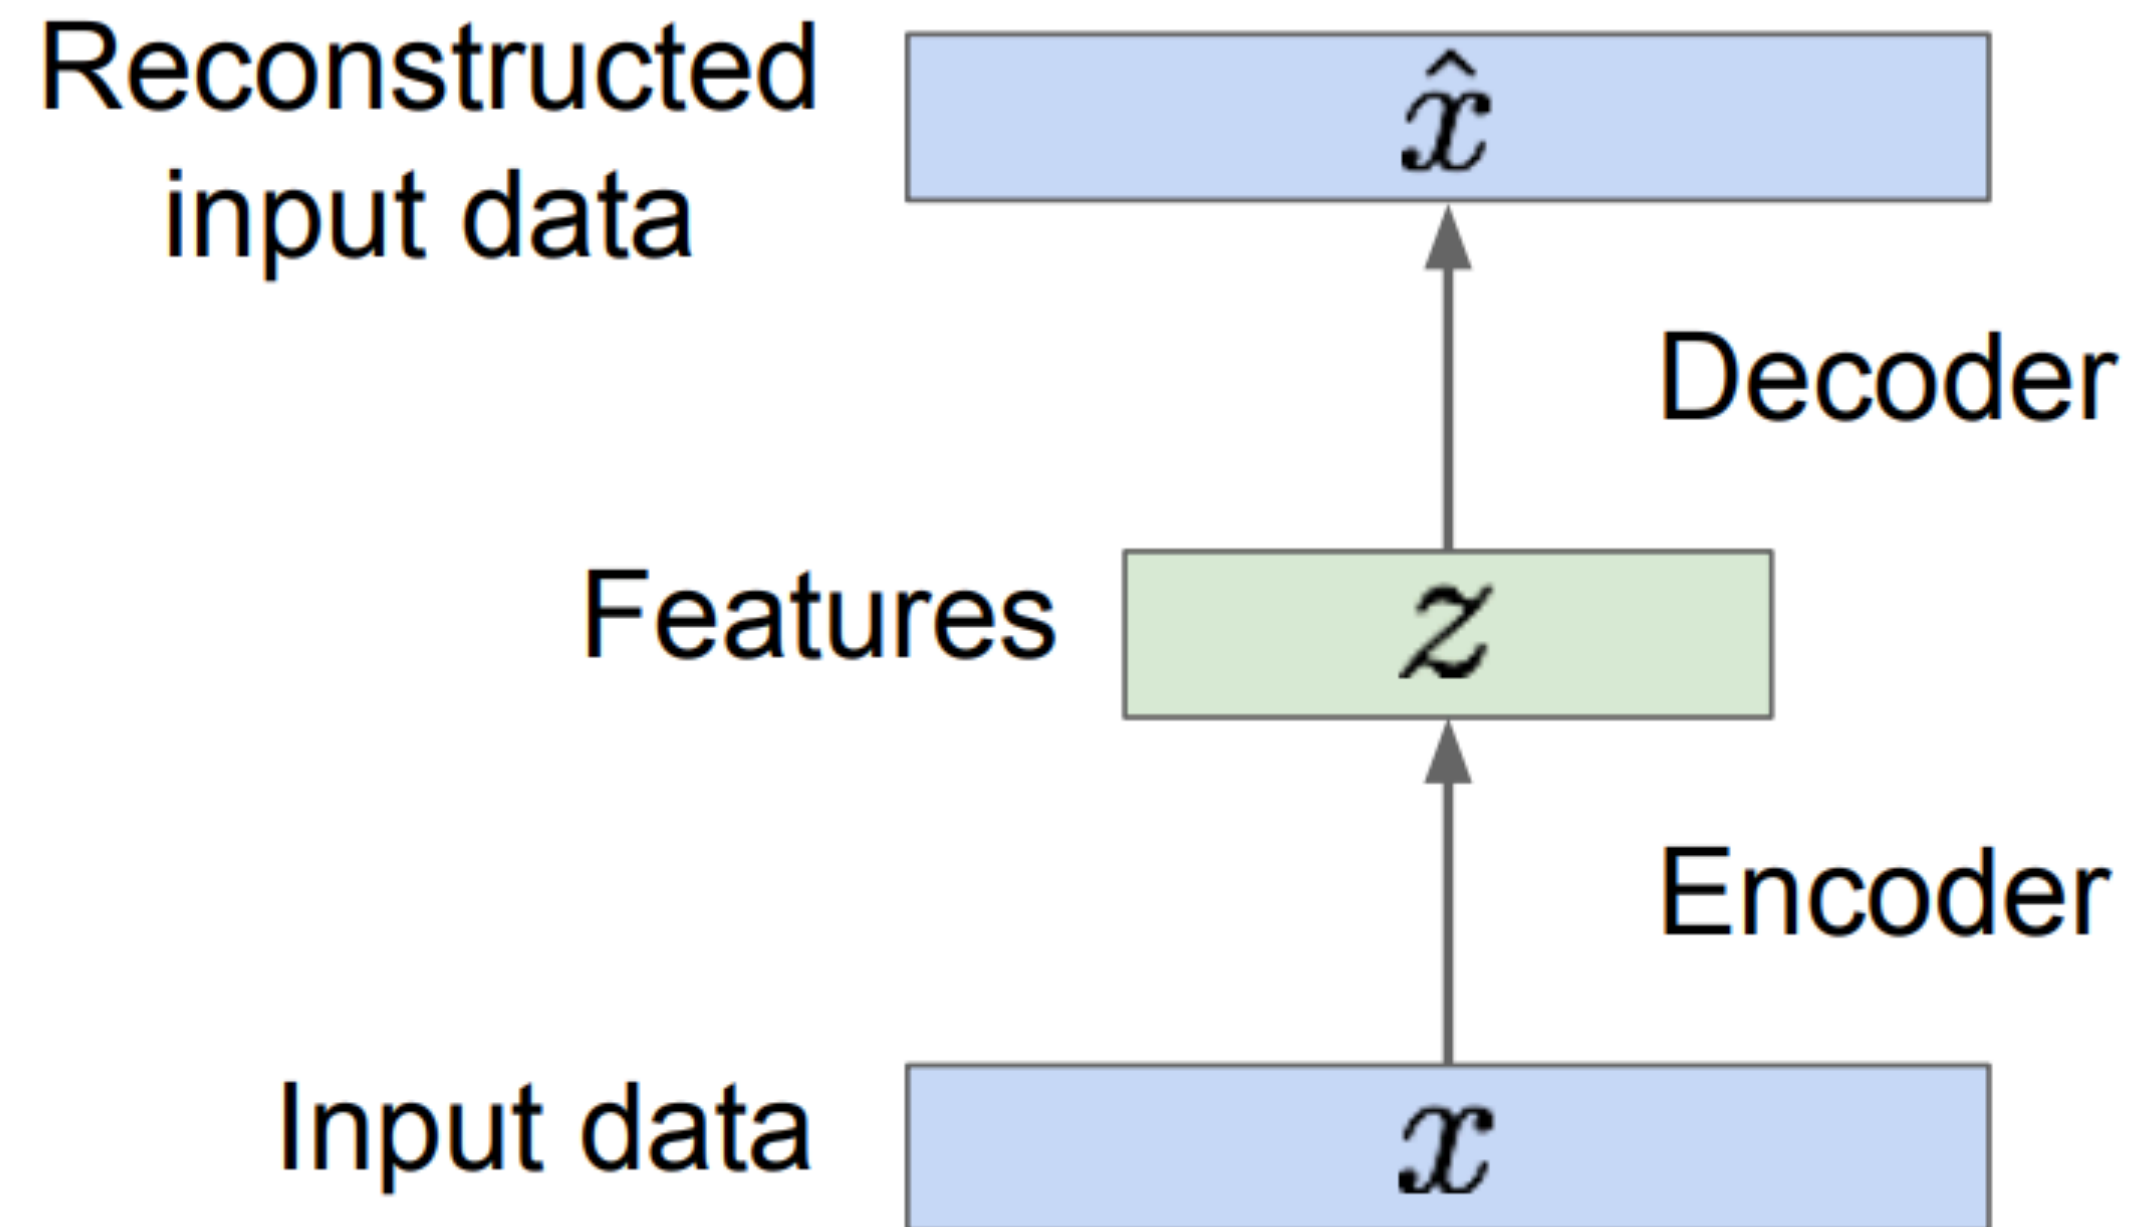 Reconstructed
input data
x̂
Decoder
Features
z
Encoder
Input data
x